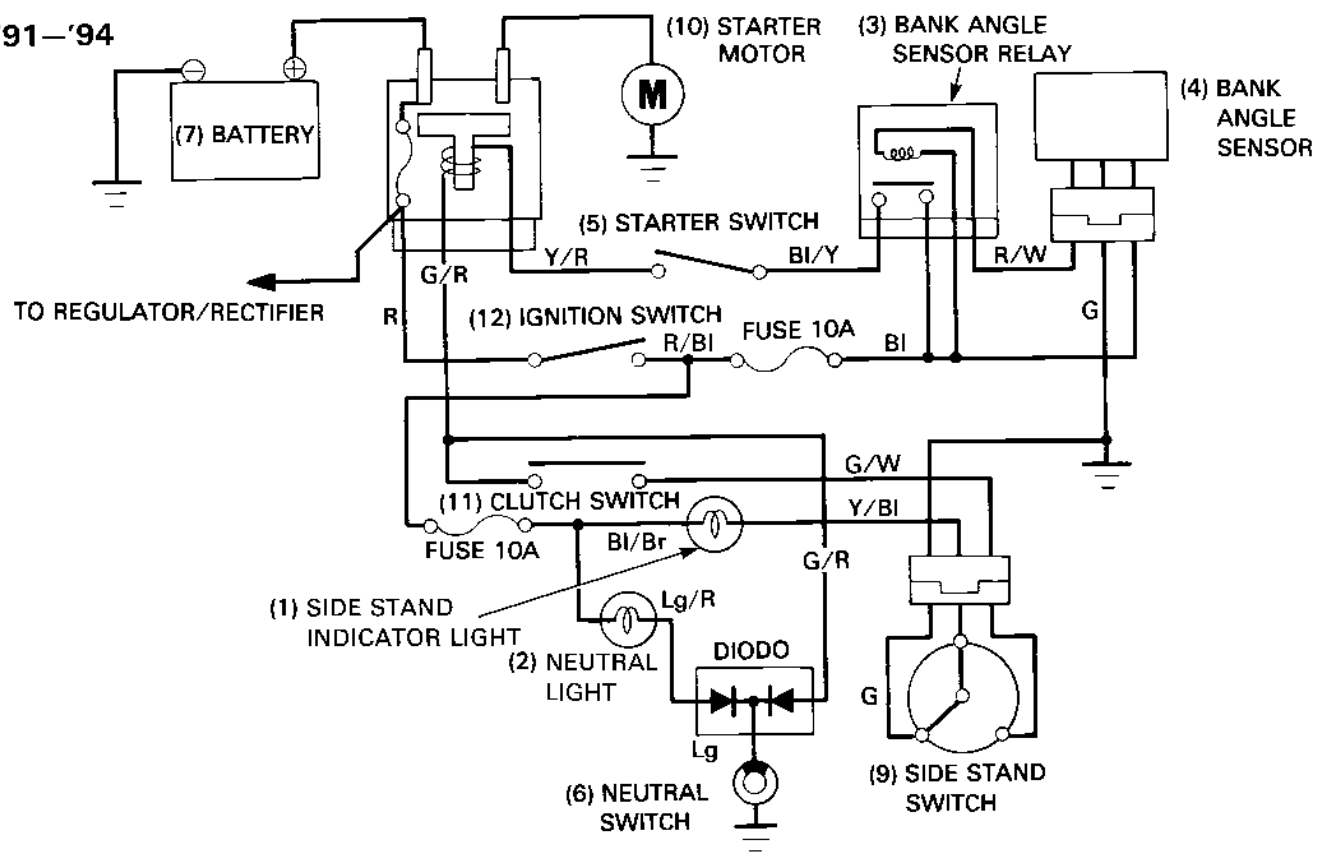 '91—'94
(10) STARTER
MOTOR
(3) BANK ANGLE
SENSOR RELAY
(4) BANK
ANGLE
SENSOR
(7) BATTERY
M
(5) STARTER SWITCH
Y/R
Bl/Y
R/W
G/R
TO REGULATOR/RECTIFIER
R
(12) IGNITION SWITCH
R/Bl
FUSE 10A
Bl
G
G/W
(11) CLUTCH SWITCH
Y/Bl
FUSE 10A
Bl/Br
G/R
(1) SIDE STAND
INDICATOR LIGHT
Lg/R
(2) NEUTRAL
LIGHT
DIODO
G
Lg
(6) NEUTRAL
SWITCH
(9) SIDE STAND
SWITCH